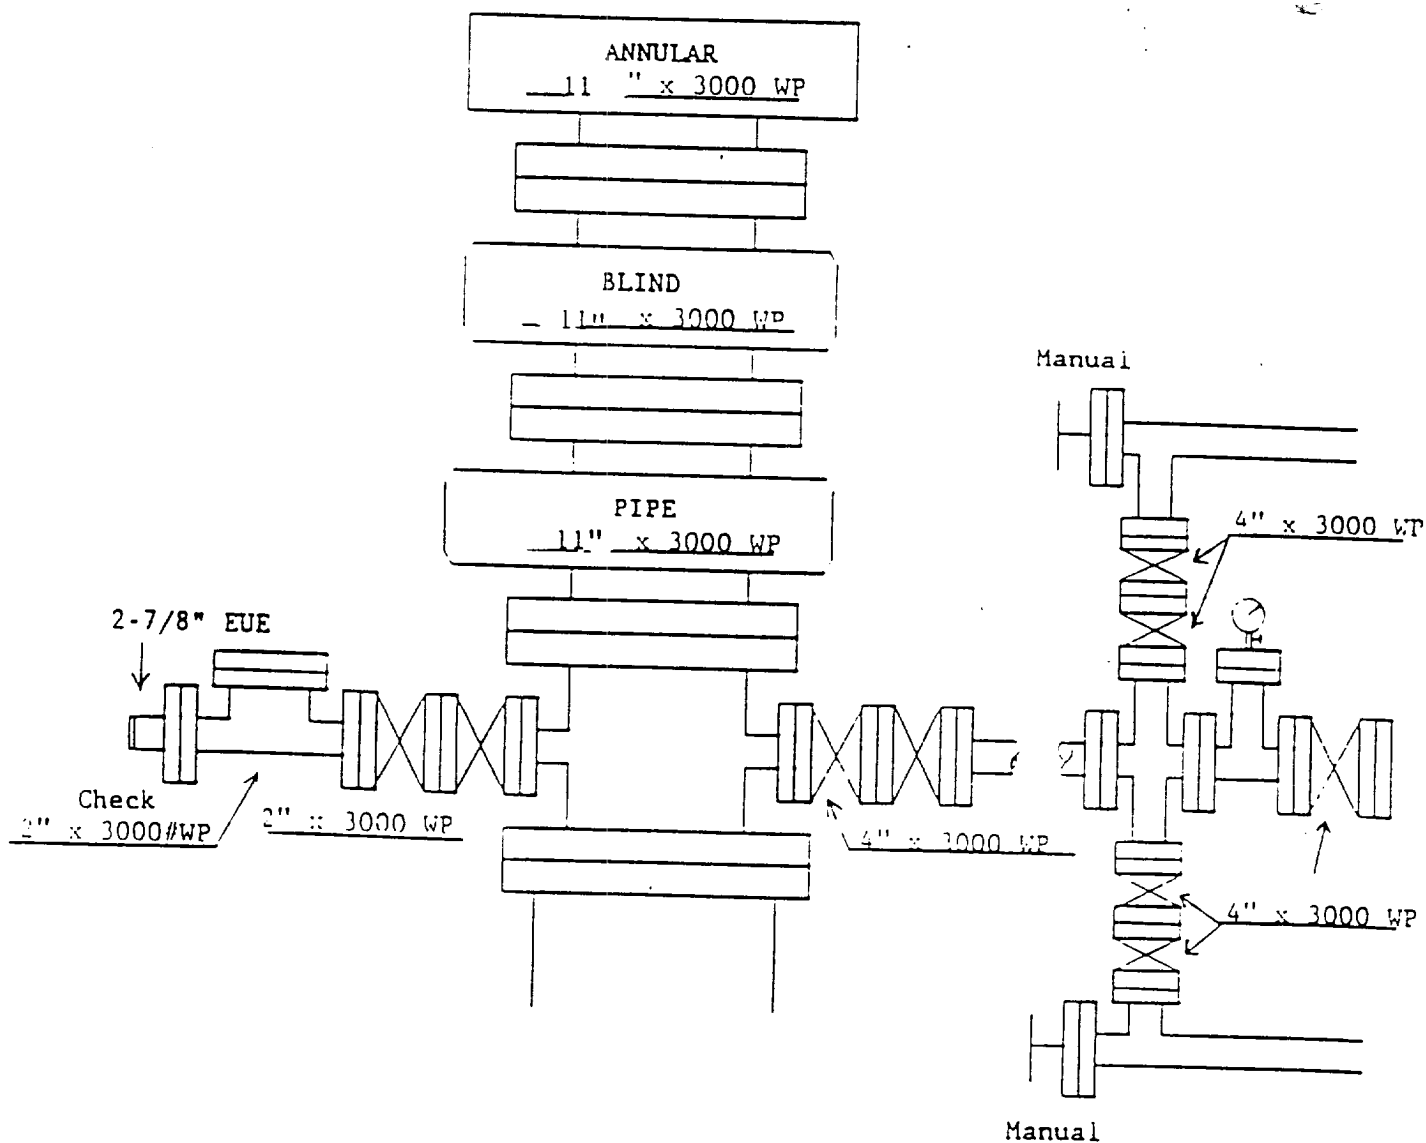 ANNULAR
11 " x 3000 WP
BLIND
11" x 3000 WP
Manual
PIPE
11" x 3000 WP
4" x 3000 WP
2-7/8" EUE
Check
2" x 3000#WP
2" x 3000 WP
4" x 3000 WP
4" x 3000 WP
Manual